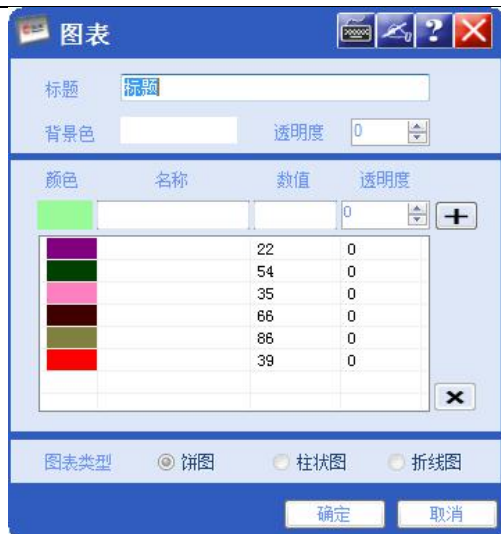 图表
标题 标题
背景色 透明度 0
颜色 名称 数值 透明度
0
22 0
54 0
35 0
66 0
86 0
39 0
图表类型 饼图 柱状图 折线图
确定 取消